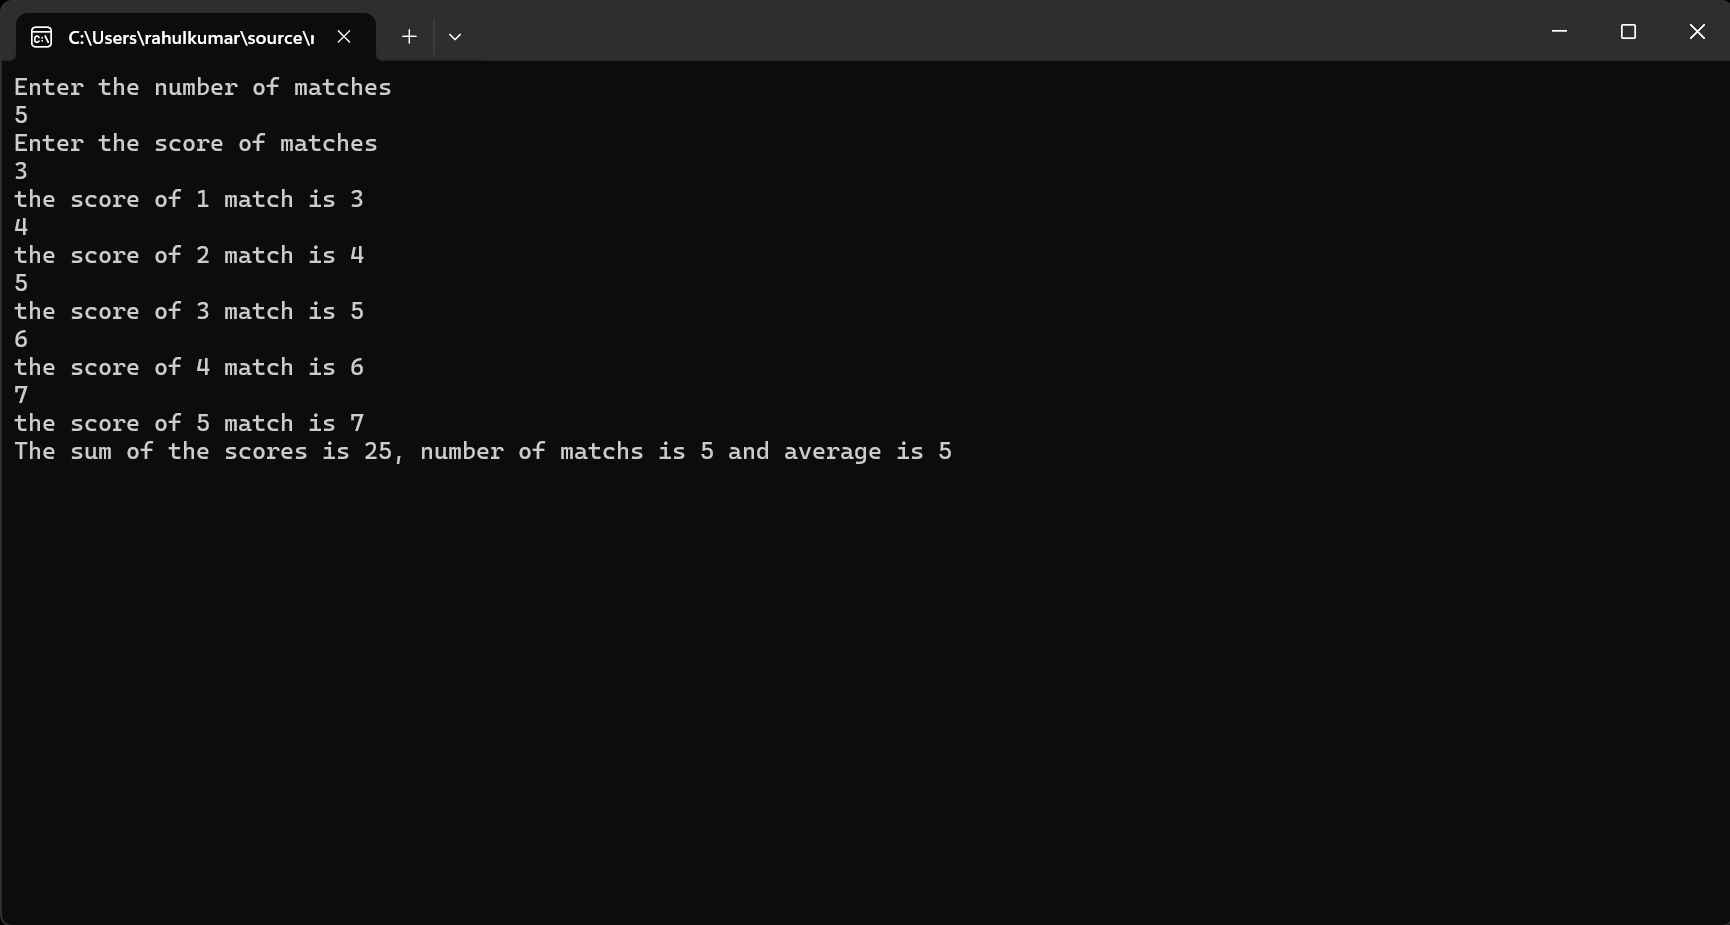 C:\Users\rahulkumar\source\
Enter the number of matches
5
Enter the score of matches
3
the score of 1 match is 3
4
the score of 2 match is 4
5
the score of 3 match is 5
6
the score of 4 match is 6
7
the score of 5 match is 7
The sum of the scores is 25, number of matchs is 5 and average is 5